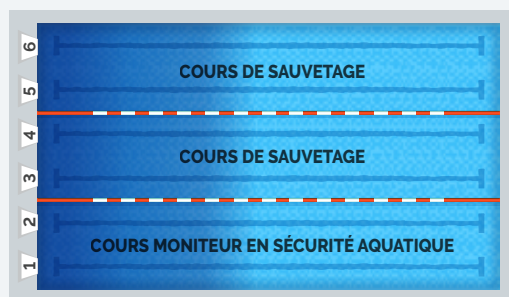 6
COURS DE SAUVETAGE
5
4
COURS DE SAUVETAGE
3
2
COURS MONITEUR EN SÉCURITÉ AQUATIQUE
1